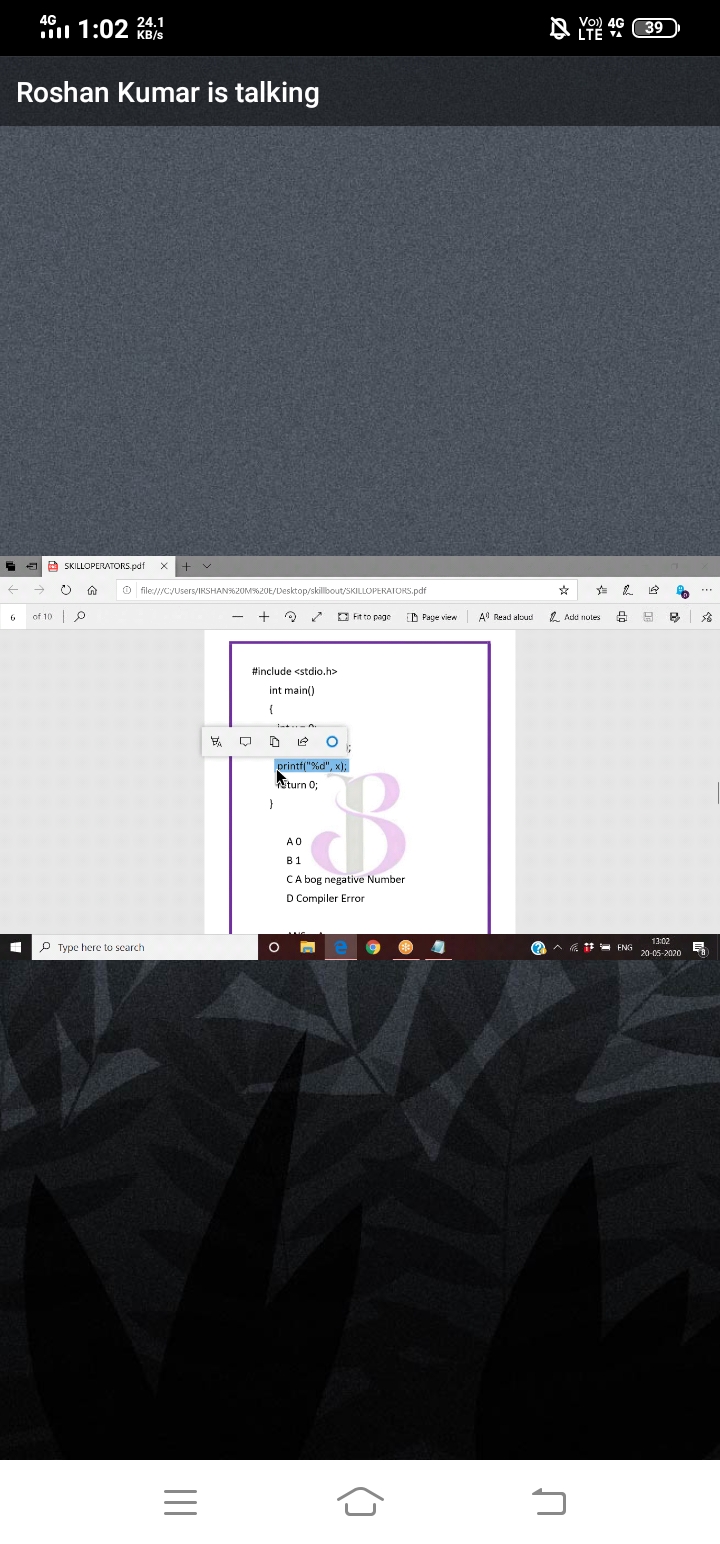 4G 1:02 24.1 KB/s Vo)) LTE 4G 39
Roshan Kumar is talking
SKILLOPERATORS.pdf
file:///C:/Users/IRSHAN%20M%20E/Desktop/skillbout/SKILLOPERATORS.pdf
6 of 10 Fit to page Page view Read aloud Add notes
#include <stdio.h>
int main()
{
);
printf("%d", x);
return 0;
}
A 0
B 1
C A bog negative Number
D Compiler Error
Type here to search ENG 13:02
20-05-2020